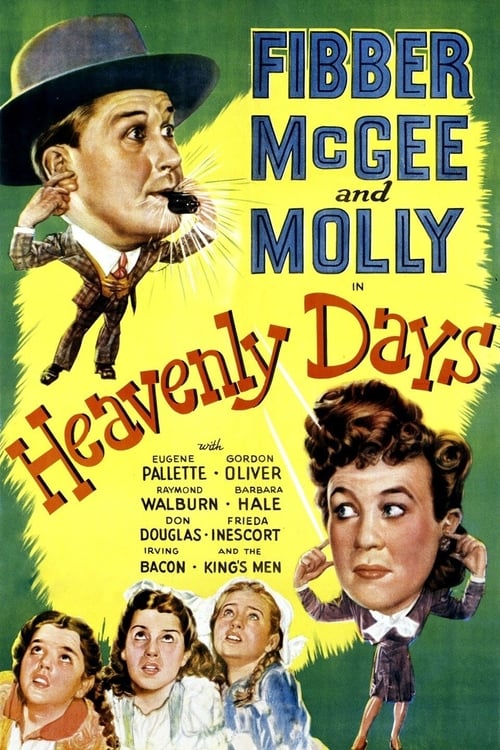 FIBBER
McGEE
and
MOLLY
IN
Heavenly Days
with
EUGENE GORDON
PALLETTE · OLIVER
RAYMOND BARBARA
WALBURN · HALE
DON FRIEDA
DOUGLAS · INESCORT
IRVING AND THE
BACON · KING'S MEN